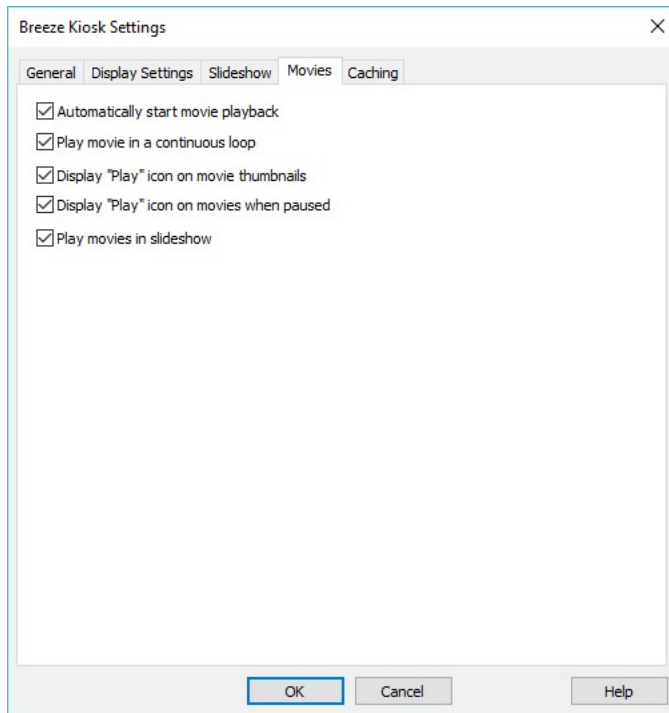 Breeze Kiosk Settings
General Display Settings Slideshow Movies Caching
Automatically start movie playback
Play movie in a continuous loop
Display "Play" icon on movie thumbnails
Display "Play" icon on movies when paused
Play movies in slideshow
OK Cancel Help